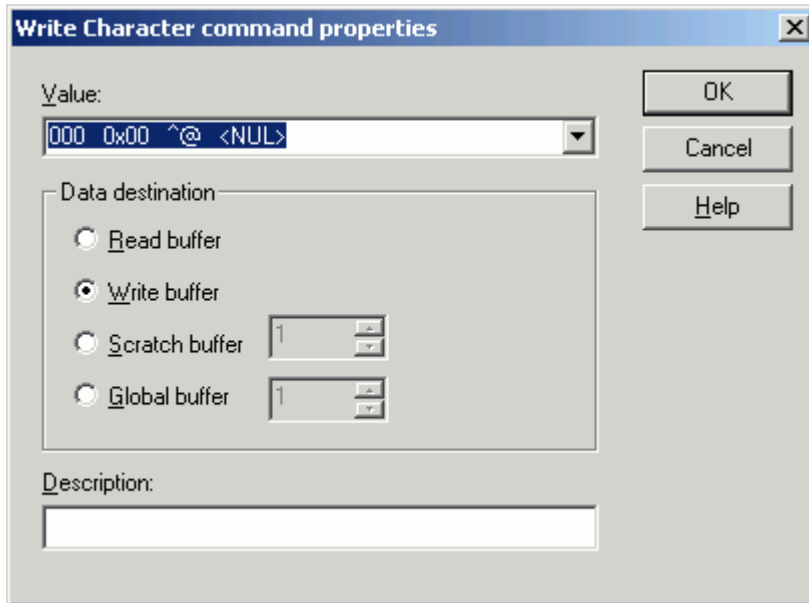 Write Character command properties
Value:
000 0x00 ^@ <NUL>
OK
Cancel
Help
Data destination
Read buffer
Write buffer
Scratch buffer 1
Global buffer 1
Description: